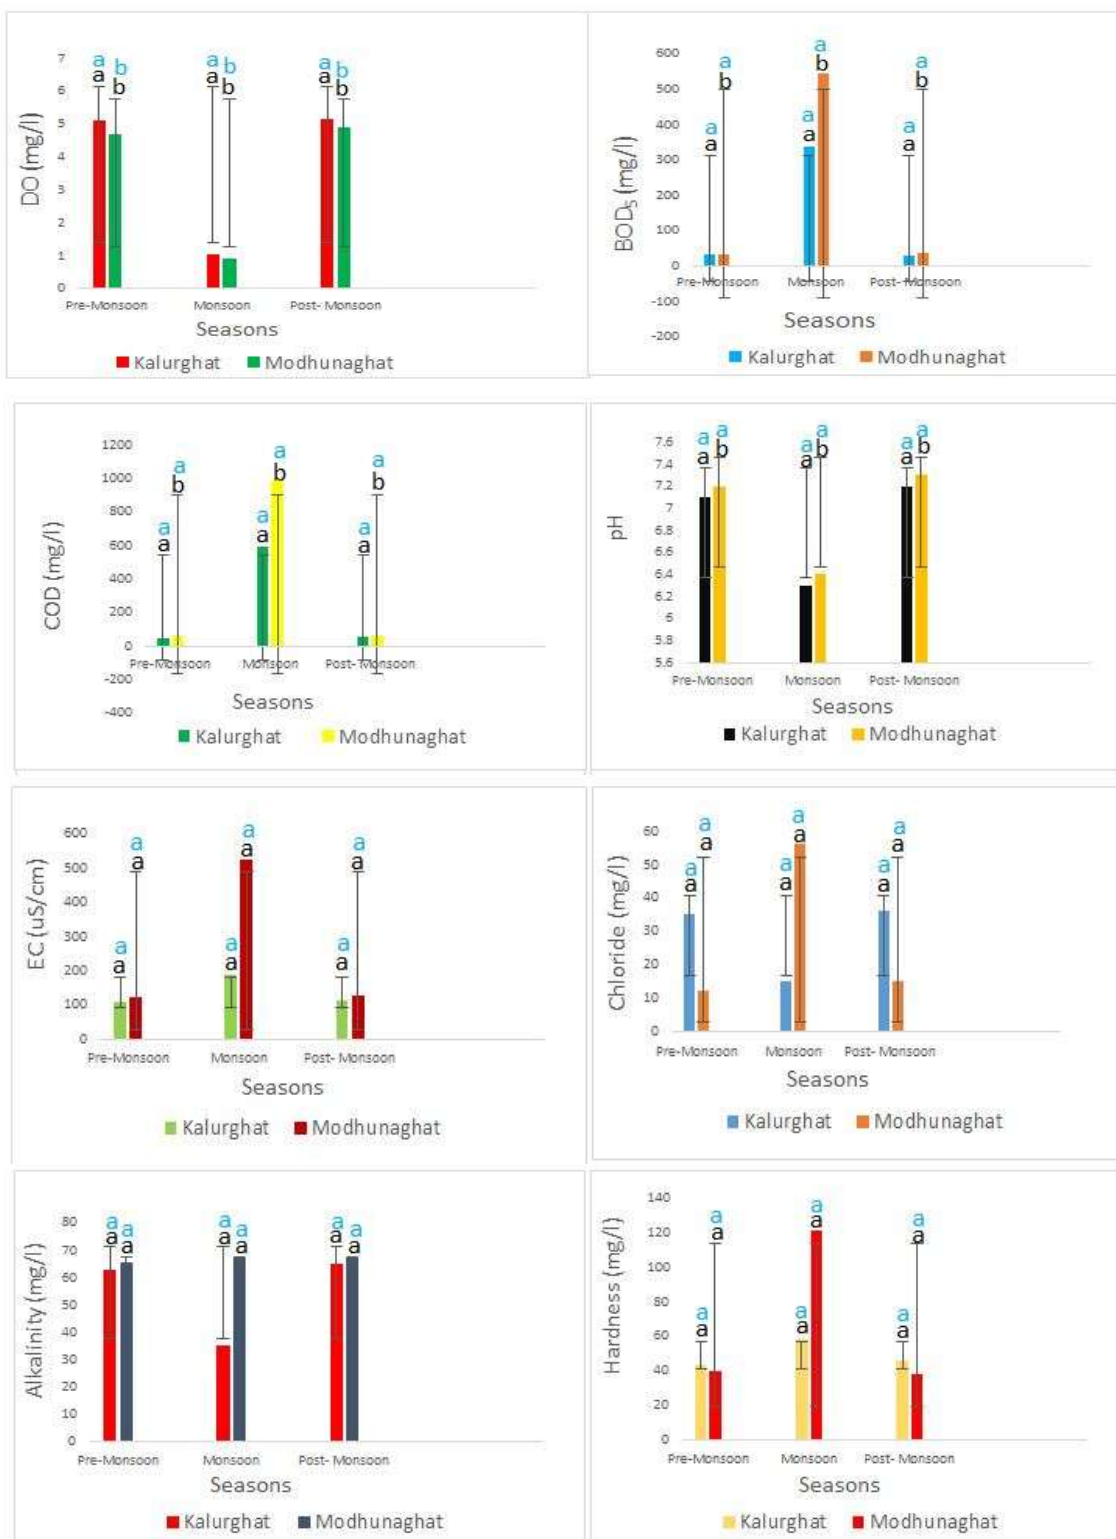 7
6
5
4
3
2
1
0
DO (mg/l)
a b a b a b
a b a b a b
Pre-Monsoon Monsoon Post- Monsoon
Seasons
Kalurghat Modhunaghat
600
500
400
300
200
100
0
-100
-200
BOD5 (mg/l)
a a a a a a
a b a b a b
Pre-Monsoon Monsoon Post- Monsoon
Seasons
Kalurghat Modhunaghat
1200
1000
800
600
400
200
0
-200
-400
COD (mg/l)
a a a a a a
a b a b a b
Pre-Monsoon Monsoon Post- Monsoon
Seasons
Kalurghat Modhunaghat
7.6
7.4
7.2
7
6.8
6.6
6.4
6.2
6
5.8
5.6
pH
a a a a a a
a b a b a b
Pre-Monsoon Monsoon Post- Monsoon
Seasons
Kalurghat Modhunaghat
600
500
400
300
200
100
0
EC (uS/cm)
a a a a a a
a a a a a a
Pre-Monsoon Monsoon Post- Monsoon
Seasons
Kalurghat Modhunaghat
60
50
40
30
20
10
0
Chloride (mg/l)
a a a a a a
a a a a a a
Pre-Monsoon Monsoon Post- Monsoon
Seasons
Kalurghat Modhunaghat
80
70
60
50
40
30
20
10
0
Alkalinity (mg/l)
a a a a a a
a a a a a a
Pre-Monsoon Monsoon Post- Monsoon
Seasons
Kalurghat Modhunaghat
140
120
100
80
60
40
20
0
Hardness (mg/l)
a a a a a a
a a a a a a
Pre-Monsoon Monsoon Post- Monsoon
Seasons
Kalurghat Modhunaghat